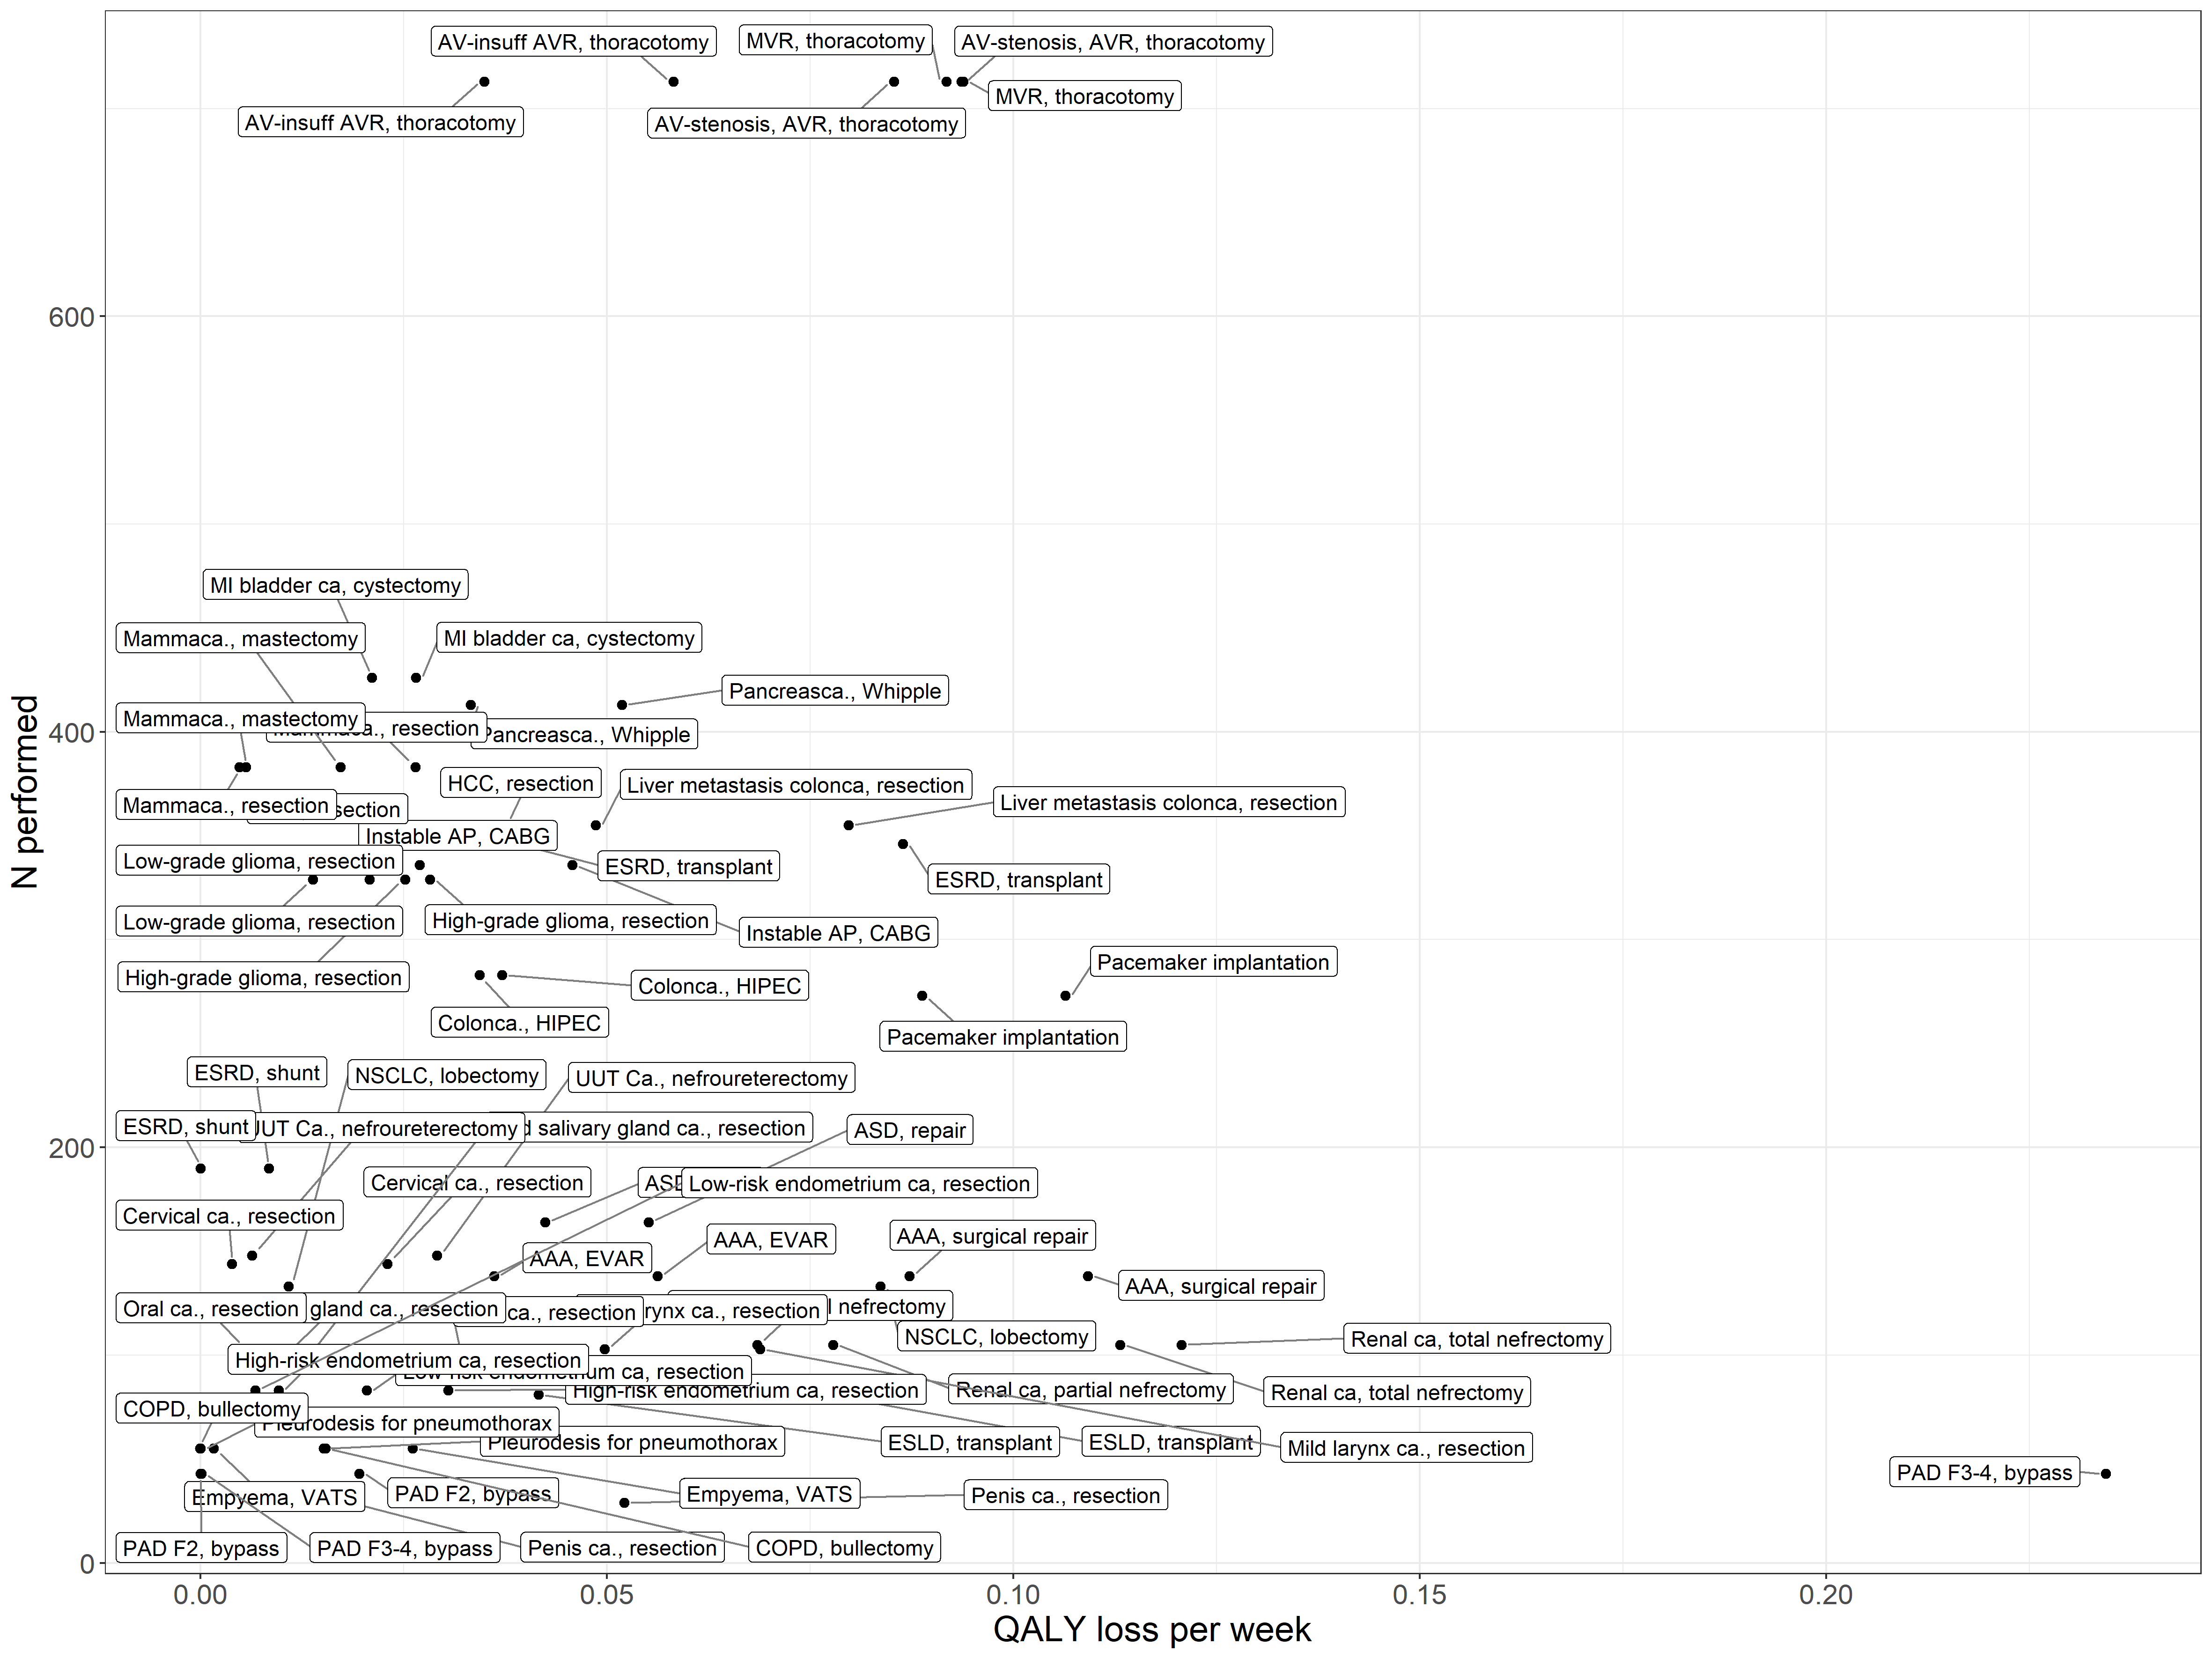 AV-insuff AVR, thoracotomy
MVR, thoracotomy
AV-stenosis, AVR, thoracotomy
MVR, thoracotomy
AV-insuff AVR, thoracotomy
AV-stenosis, AVR, thoracotomy
600
MI bladder ca, cystectomy
Mammaca., mastectomy
MI bladder ca, cystectomy
Pancreasca., Whipple
Mammaca., mastectomy
resection
Pancreasca., Whipple
400
N performed
HCC, resection
Liver metastasis colonca, resection
Liver metastasis colonca, resection
Mammaca., resection
Instable AP, CABG
Low-grade glioma, resection
ESRD, transplant
ESRD, transplant
Low-grade glioma, resection
High-grade glioma, resection
Instable AP, CABG
Pacemaker implantation
High-grade glioma, resection
Colonca., HIPEC
Colonca., HIPEC
Pacemaker implantation
ESRD, shunt
NSCLC, lobectomy
UUT Ca., nefroureterectomy
ESRD, shunt
UUT Ca., nefroureterectomy
salivary gland ca., resection
ASD, repair
200
Cervical ca., resection
Low-risk endometrium ca, resection
Cervical ca., resection
AAA, EVAR
AAA, EVAR
AAA, surgical repair
AAA, surgical repair
Oral ca., resection
gland ca., resection
ca., resection
ca., resection
nefrectomy
NSCLC, lobectomy
Renal ca, total nefrectomy
High-risk endometrium ca, resection
ca, resection
High-risk endometrium ca, resection
Renal ca, partial nefrectomy
Renal ca, total nefrectomy
COPD, bullectomy
Pleurodesis for pneumothorax
Pleurodesis for pneumothorax
ESLD, transplant
ESLD, transplant
Mild larynx ca., resection
PAD F3-4, bypass
Empyema, VATS
PAD F2, bypass
Empyema, VATS
Penis ca., resection
PAD F2, bypass
PAD F3-4, bypass
Penis ca., resection
COPD, bullectomy
0
0.00
0.05
0.10
0.15
0.20
QALY loss per week